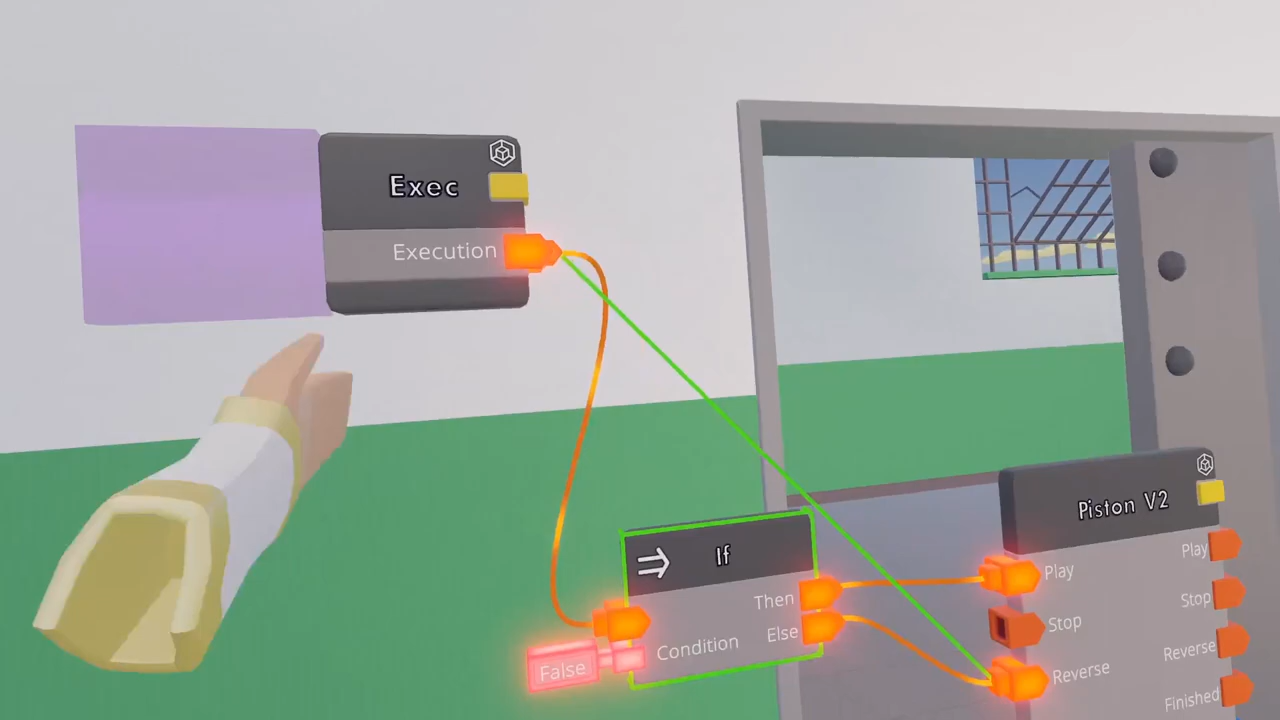 Exec
Execution
If
Then
Else
Condition
False
Piston V2
Play
Stop
Reverse
Play
Stop
Reverse
Finished